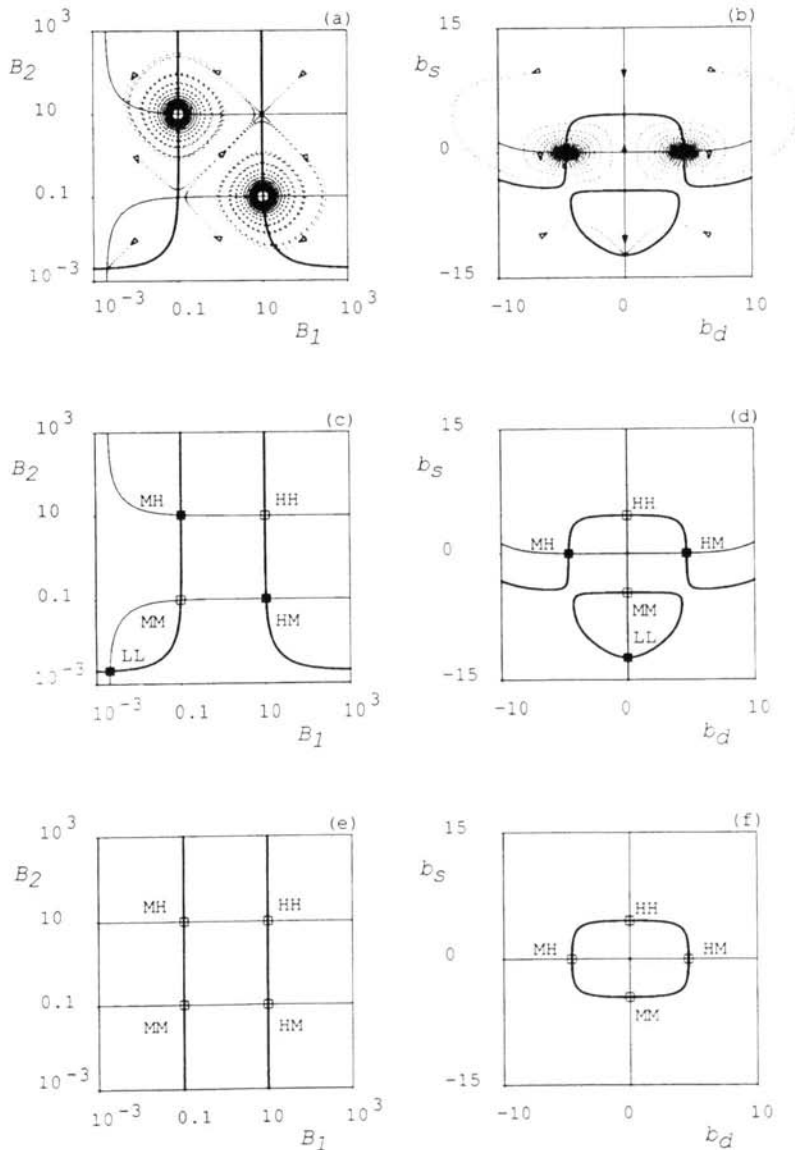 (a)
10^3
B_2
10
0.1
10^-3
10^-3 0.1 10 10^3
B_1
(b)
15
b_s
0
-15
-10 0 10
b_d
(c)
10^3
B_2
MH HH
10
0.1
MM HM
LL
10^-3
10^-3 0.1 10 10^3
B_1
(d)
15
b_s
HH
MH HM
0
MM
LL
-15
-10 0 10
b_d
(e)
10^3
B_2
MH HH
10
0.1
MM HM
10^-3
10^-3 0.1 10 10^3
B_1
(f)
15
b_s
HH
MH HM
0
MM
-15
-10 0 10
b_d